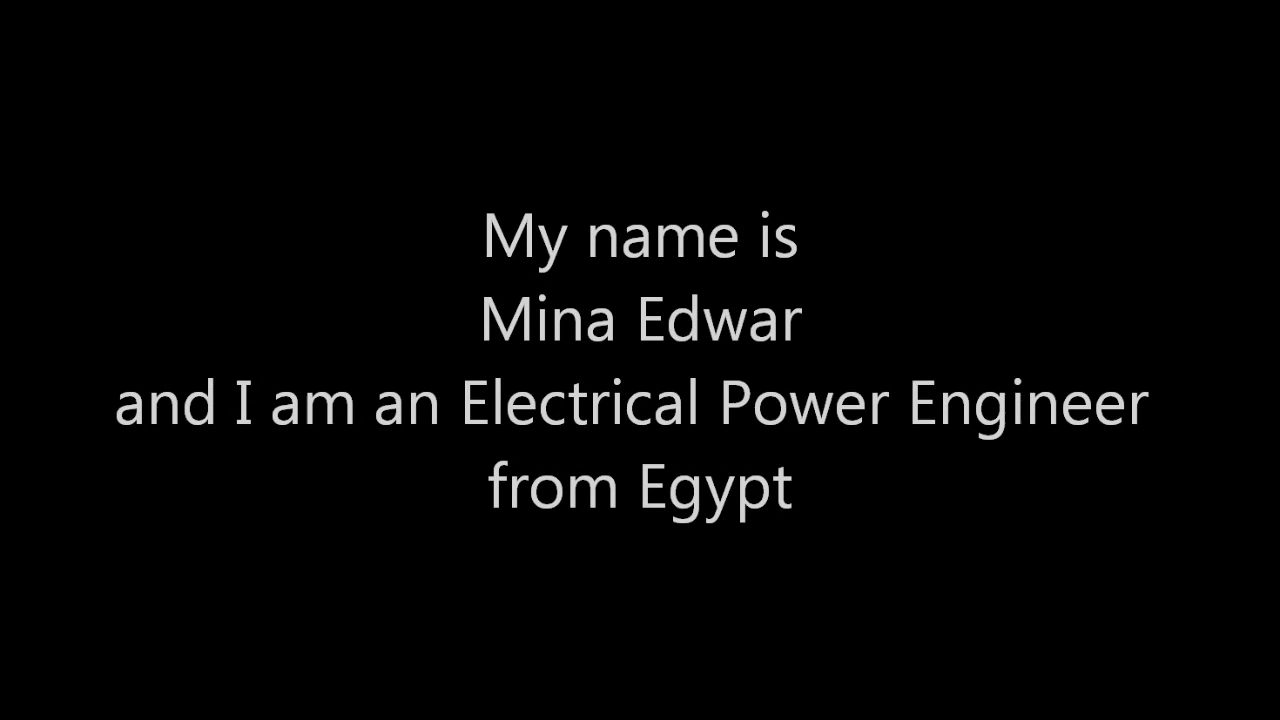 My name is
Mina Edwar
and I am an Electrical Power Engineer
from Egypt